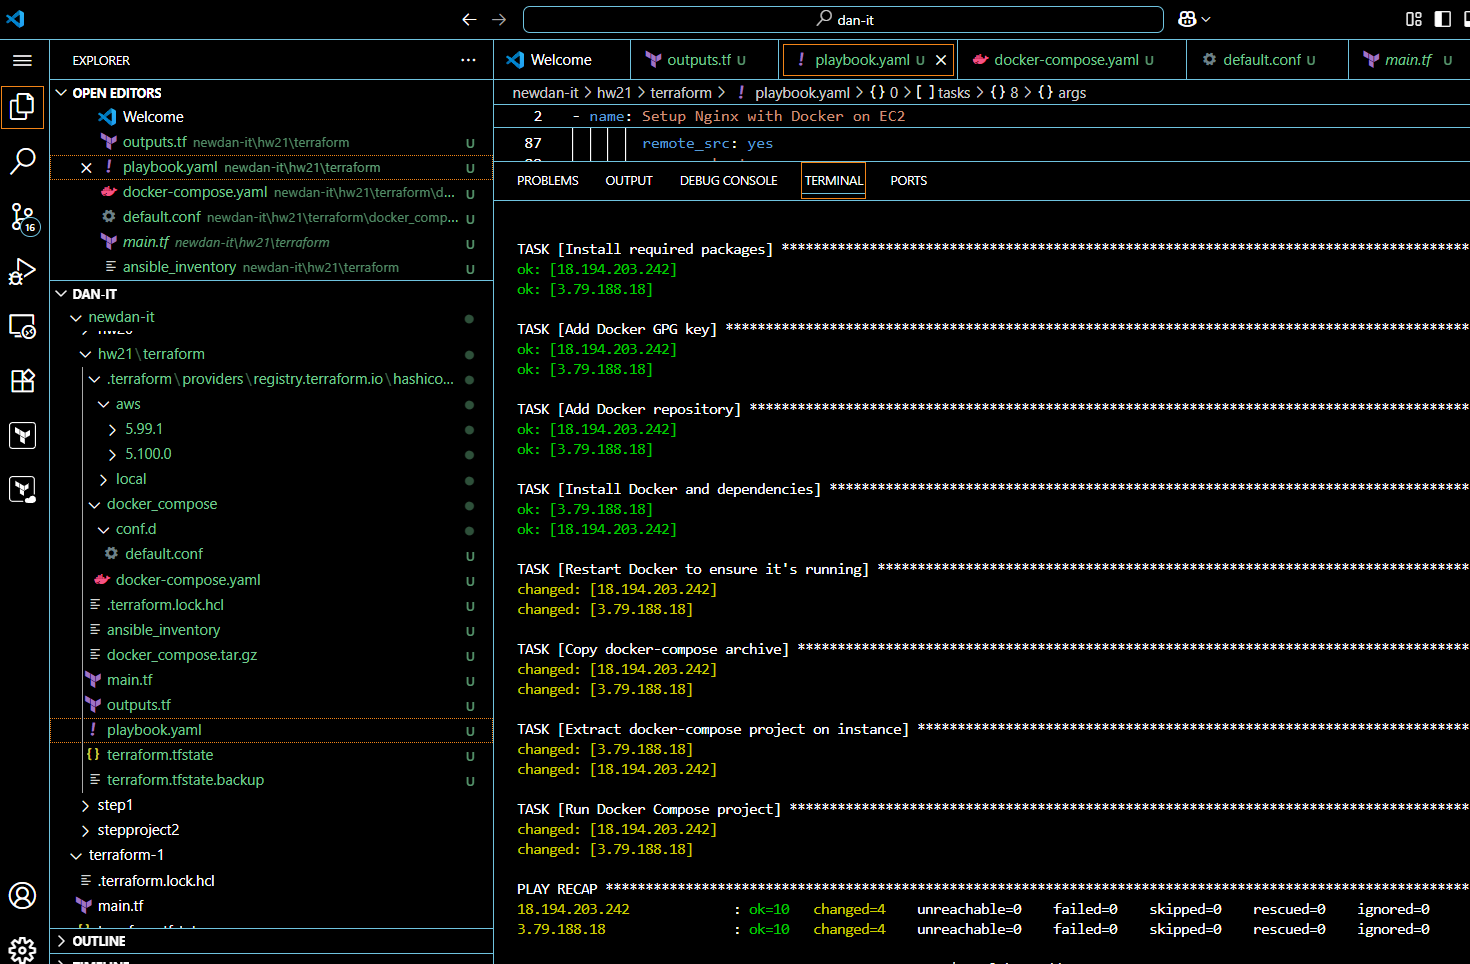 dan-it
EXPLORER
OPEN EDITORS
Welcome
outputs.tf newdan-it\hw21\terraform U
playbook.yaml newdan-it\hw21\terraform U
docker-compose.yaml newdan-it\hw21\terraform\d... U
default.conf newdan-it\hw21\terraform\docker_comp... U
main.tf newdan-it\hw21\terraform U
ansible_inventory newdan-it\hw21\terraform U
DAN-IT
newdan-it
hw21\terraform
.terraform\providers\registry.terraform.io\hashico...
aws
5.99.1
5.100.0
local
docker_compose
conf.d
default.conf U
docker-compose.yaml U
.terraform.lock.hcl U
ansible_inventory U
docker_compose.tar.gz U
main.tf U
outputs.tf U
playbook.yaml U
terraform.tfstate U
terraform.tfstate.backup U
step1
stepproject2
terraform-1
.terraform.lock.hcl
main.tf
OUTLINE
16
Welcome outputs.tf U ! playbook.yaml U docker-compose.yaml U default.conf U main.tf U
newdan-it > hw21 > terraform > ! playbook.yaml > {} 0 > [ ] tasks > {} 8 > {} args
2 - name: Setup Nginx with Docker on EC2
87 remote_src: yes
PROBLEMS OUTPUT DEBUG CONSOLE TERMINAL PORTS
TASK [Install required packages] **************************************************************************************
ok: [18.194.203.242]
ok: [3.79.188.18]
TASK [Add Docker GPG key] *********************************************************************************************
ok: [18.194.203.242]
ok: [3.79.188.18]
TASK [Add Docker repository] ******************************************************************************************
ok: [18.194.203.242]
ok: [3.79.188.18]
TASK [Install Docker and dependencies] ********************************************************************************
ok: [3.79.188.18]
ok: [18.194.203.242]
TASK [Restart Docker to ensure it's running] **************************************************************************
changed: [18.194.203.242]
changed: [3.79.188.18]
TASK [Copy docker-compose archive] ************************************************************************************
changed: [18.194.203.242]
changed: [3.79.188.18]
TASK [Extract docker-compose project on instance] *********************************************************************
changed: [3.79.188.18]
changed: [18.194.203.242]
TASK [Run Docker Compose project] *************************************************************************************
changed: [18.194.203.242]
changed: [3.79.188.18]
PLAY RECAP ************************************************************************************************************
18.194.203.242 : ok=10 changed=4 unreachable=0 failed=0 skipped=0 rescued=0 ignored=0
3.79.188.18 : ok=10 changed=4 unreachable=0 failed=0 skipped=0 rescued=0 ignored=0